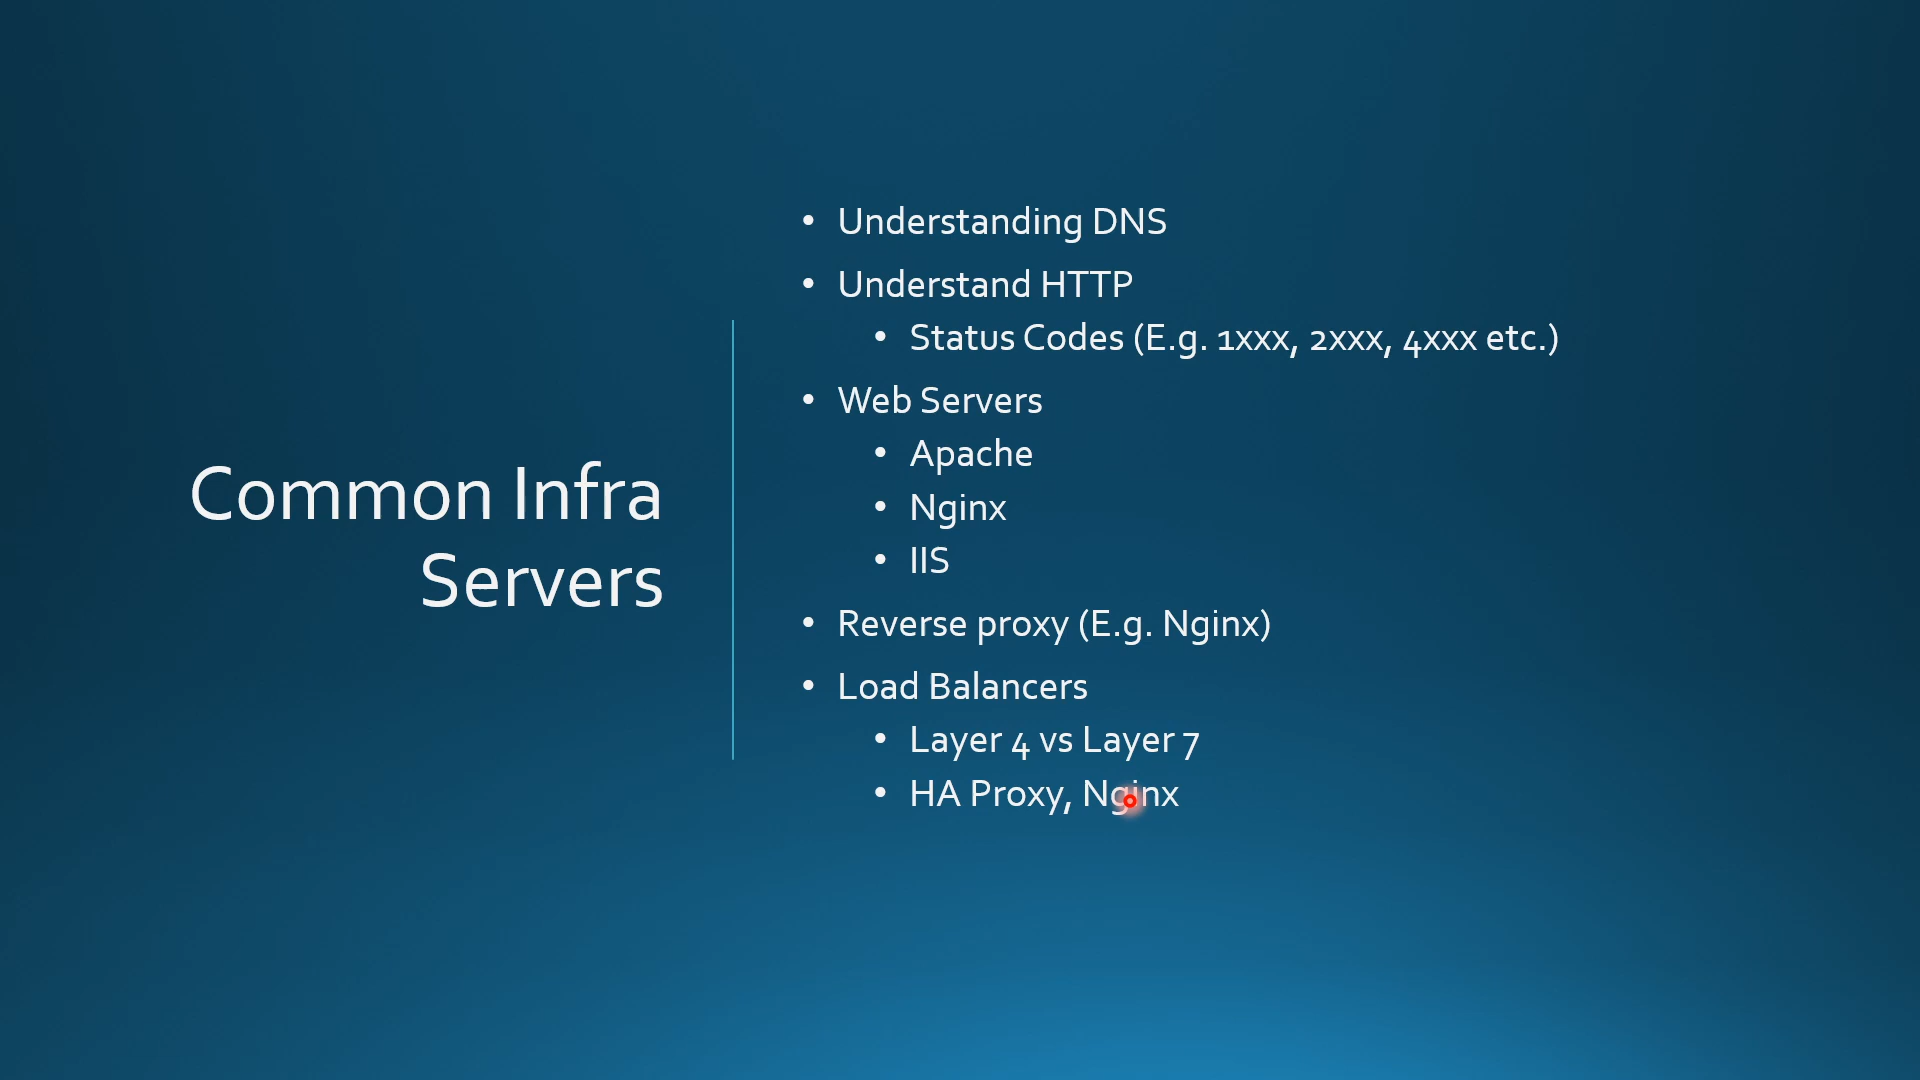 Common Infra
Servers
• Understanding DNS
• Understand HTTP
• Status Codes (E.g. 1xxx, 2xxx, 4xxx etc.)
• Web Servers
• Apache
• Nginx
• IIS
• Reverse proxy (E.g. Nginx)
• Load Balancers
• Layer 4 vs Layer 7
• HA Proxy, Nginx